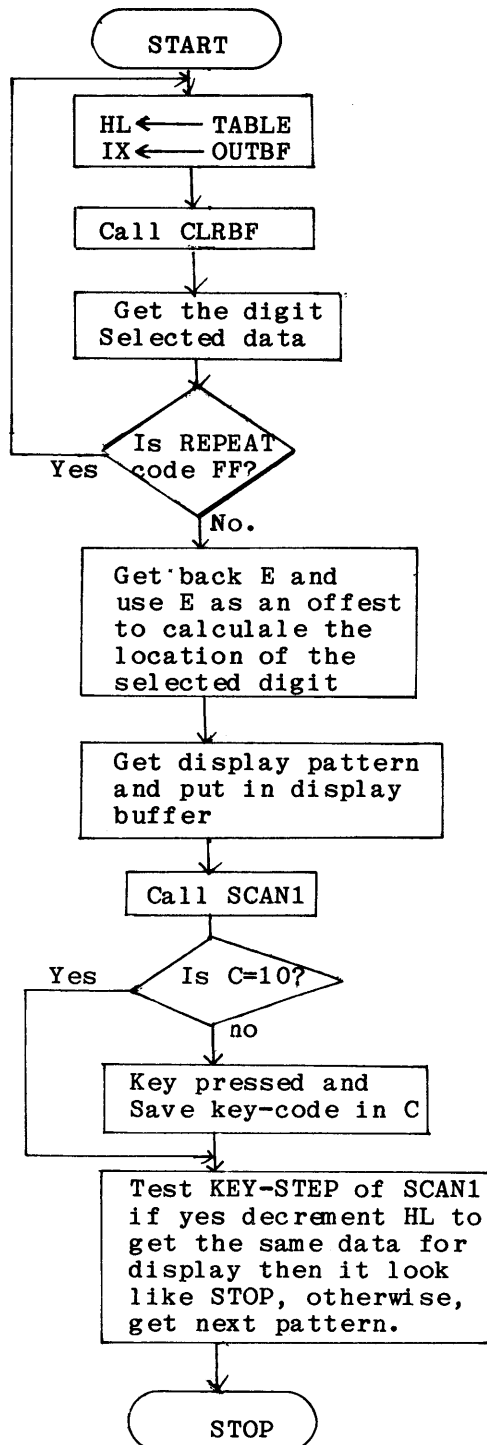 START
HL ← TABLE
IX ← OUTBF
Call CLRBF
Get the digit
Selected data
Is REPEAT
code FF?
Yes
No.
Get back E and
use E as an offest
to calculale the
location of the
selected digit
Get display pattern
and put in display
buffer
Call SCAN1
Yes
Is C=10?
no
Key pressed and
Save key-code in C
Test KEY-STEP of SCAN1
if yes decrement HL to
get the same data for
display then it look
like STOP, otherwise,
get next pattern.
STOP